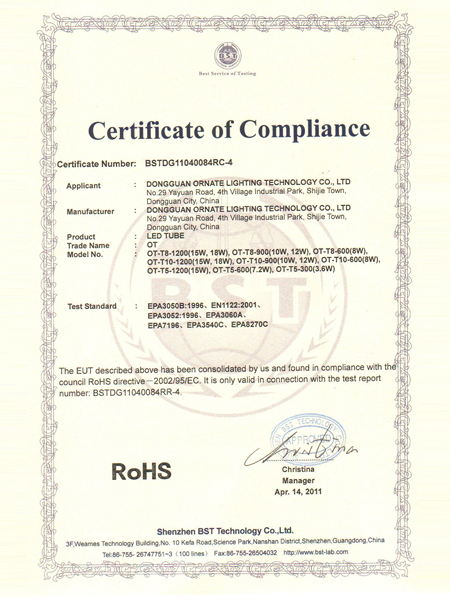 BST
Best Service of Testing
Certificate of Compliance
Certificate Number: BSTDG11040084RC-4
Applicant : DONGGUAN ORNATE LIGHTING TECHNOLOGY CO., LTD
No.29 Yayuan Road, 4th Village Industrial Park, Shijie Town,
Dongguan City, China
Manufacturer : DONGGUAN ORNATE LIGHTING TECHNOLOGY CO., LTD
No.29 Yayuan Road, 4th Village Industrial Park, Shijie Town,
Dongguan City, China
Product : LED TUBE
Trade Name : OT
Model No. : OT-T8-1200(15W, 18W), OT-T8-900(10W, 12W), OT-T8-600(8W),
OT-T10-1200(15W, 18W), OT-T10-900(10W, 12W), OT-T10-600(8W),
OT-T5-1200(15W), OT-T5-600(7.2W), OT-T5-300(3.6W)
BST
Test Standard : EPA3050B:1996, EN1122:2001,
EPA3052:1996, EPA3060A,
EPA7196, EPA3540C, EPA8270C
The EUT described above has been consolidated by us and found in compliance with the
council RoHS directive－2002/95/EC. It is only valid in connection with the test report
number: BSTDG11040084RR-4.
BST TECHNOLOGY
APPROVED
RoHS
Christina
Manager
Apr. 14, 2011
Shenzhen BST Technology Co.,Ltd.
3F,Weames Technology Building,No. 10 Kefa Road,Science Park,Nanshan District,Shenzhen,Guangdong,China
Tel:86-755- 26747751~3 (100 lines) Fax:86-755-26504032 http://www.bst-lab.com